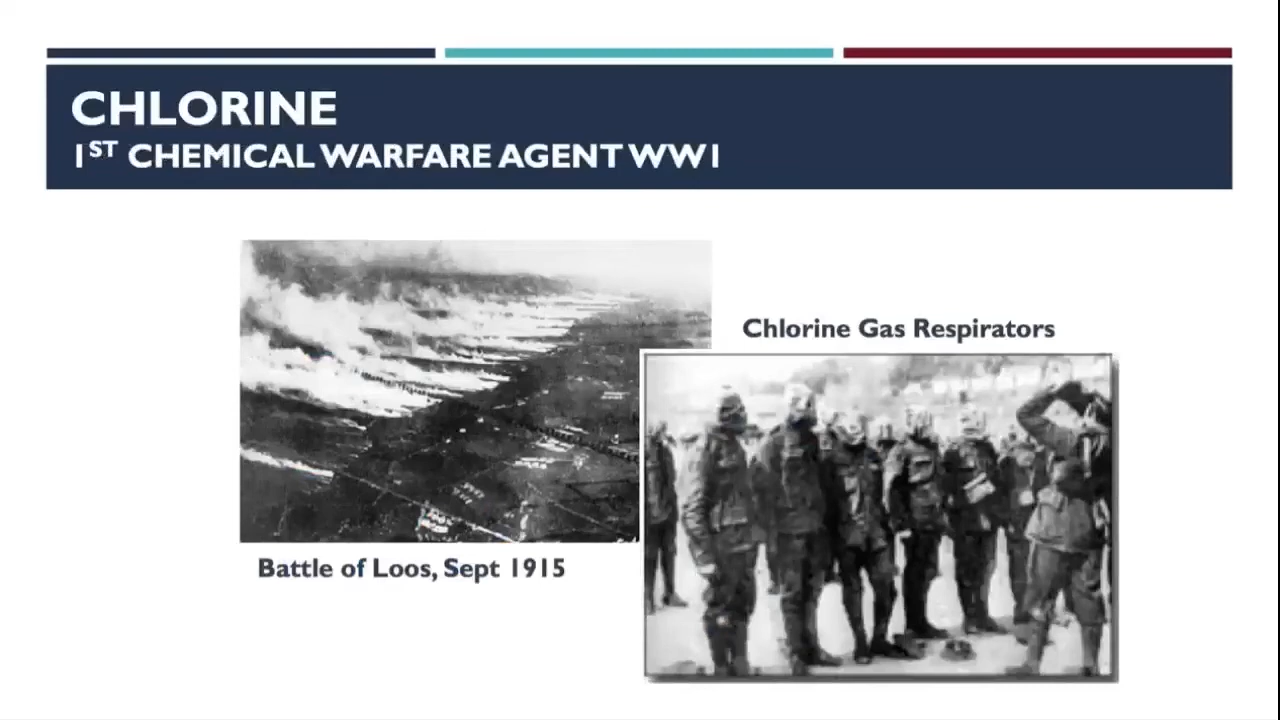 CHLORINE
1ST CHEMICAL WARFARE AGENT WW1
Chlorine Gas Respirators
Battle of Loos, Sept 1915